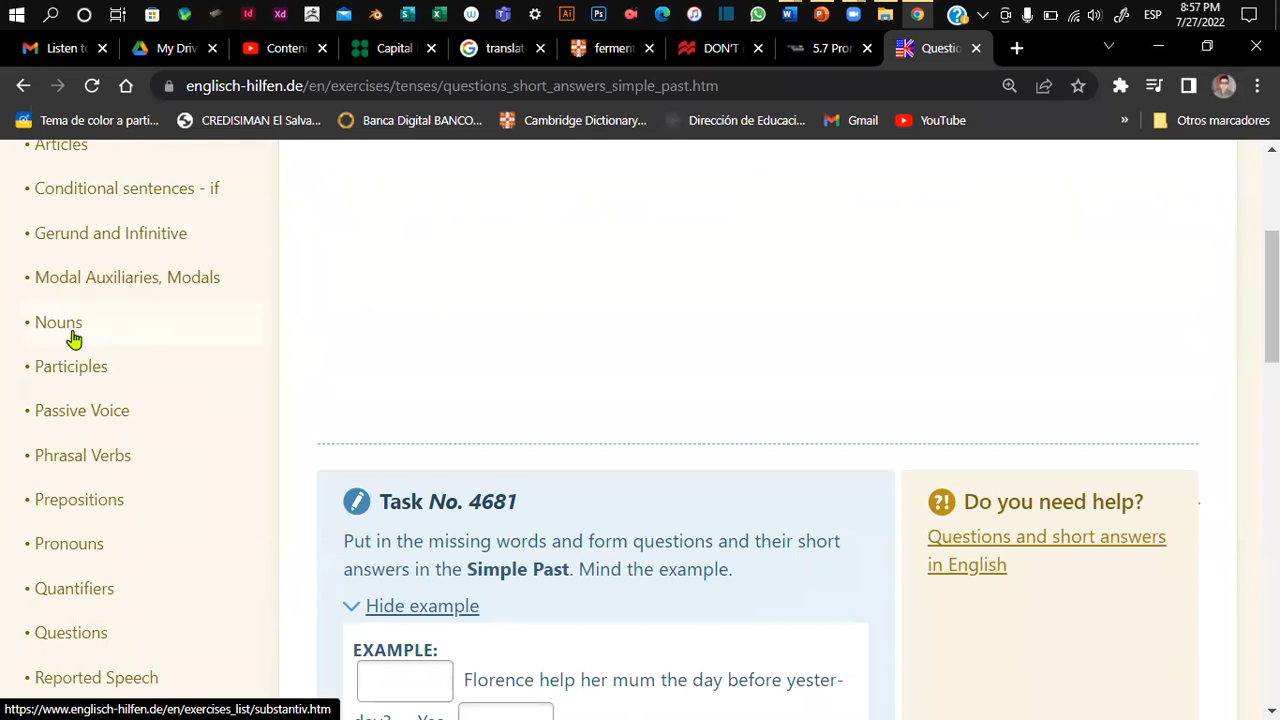 ESP
8:57 PM
7/27/2022
Listen to
My Driv
Conteni
Capital
translat
ferment
DON'T
5.7 Pror
Questio
englisch-hilfen.de/en/exercises/tenses/questions_short_answers_simple_past.htm
Tema de color a parti...
CREDISIMAN El Salva...
Banca Digital BANCO...
Cambridge Dictionary...
Dirección de Educaci...
Gmail
YouTube
»
Otros marcadores
• Articles
• Conditional sentences - if
• Gerund and Infinitive
• Modal Auxiliaries, Modals
• Nouns
• Participles
• Passive Voice
• Phrasal Verbs
• Prepositions
• Pronouns
• Quantifiers
• Questions
• Reported Speech
Task No. 4681
Put in the missing words and form questions and their short
answers in the Simple Past. Mind the example.
Hide example
EXAMPLE:
Florence help her mum the day before yester-
day? – Yes,
?! Do you need help?
Questions and short answers
in English
https://www.englisch-hilfen.de/en/exercises_list/substantiv.htm